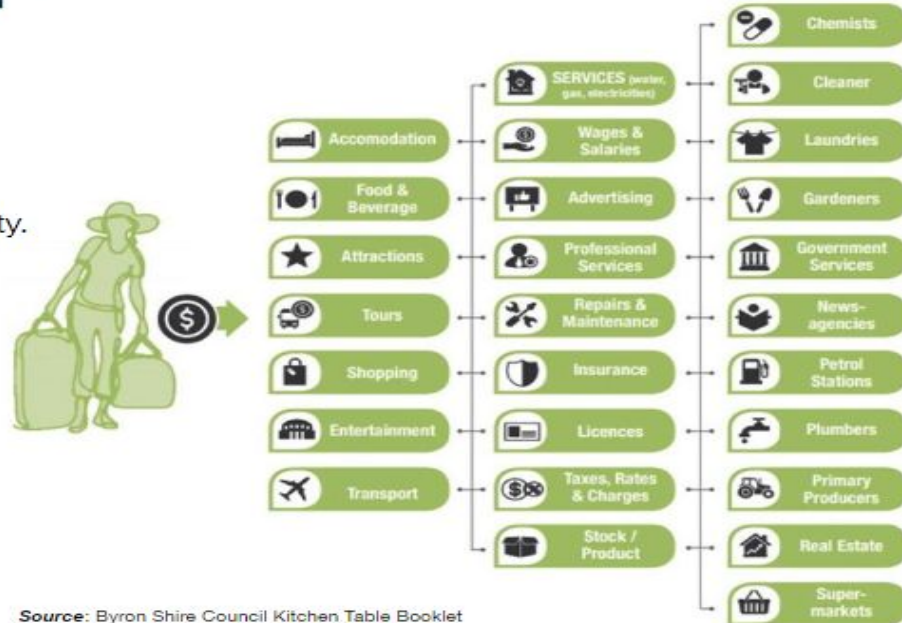 ty.
$
Accomodation
Food &
Beverage
Attractions
Tours
Shopping
Entertainment
Transport
SERVICES (water,
gas, electricities)
Wages &
Salaries
Advertising
Professional
Services
Repairs &
Maintenance
Insurance
Licences
Taxes, Rates
& Charges
Stock /
Product
Chemists
Cleaner
Laundries
Gardeners
Government
Services
News-
agencies
Petrol
Stations
Plumbers
Primary
Producers
Real Estate
Super-
markets
Source: Byron Shire Council Kitchen Table Booklet